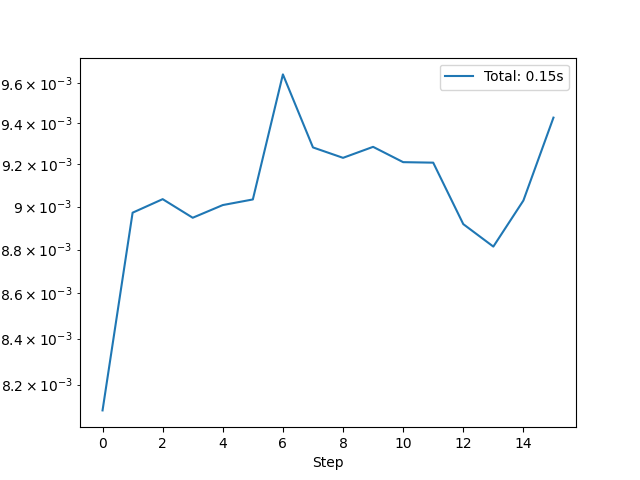 Total: 0.15s
9.6 × 10⁻³
9.4 × 10⁻³
9.2 × 10⁻³
9 × 10⁻³
8.8 × 10⁻³
8.6 × 10⁻³
8.4 × 10⁻³
8.2 × 10⁻³
0 2 4 6 8 10 12 14
Step